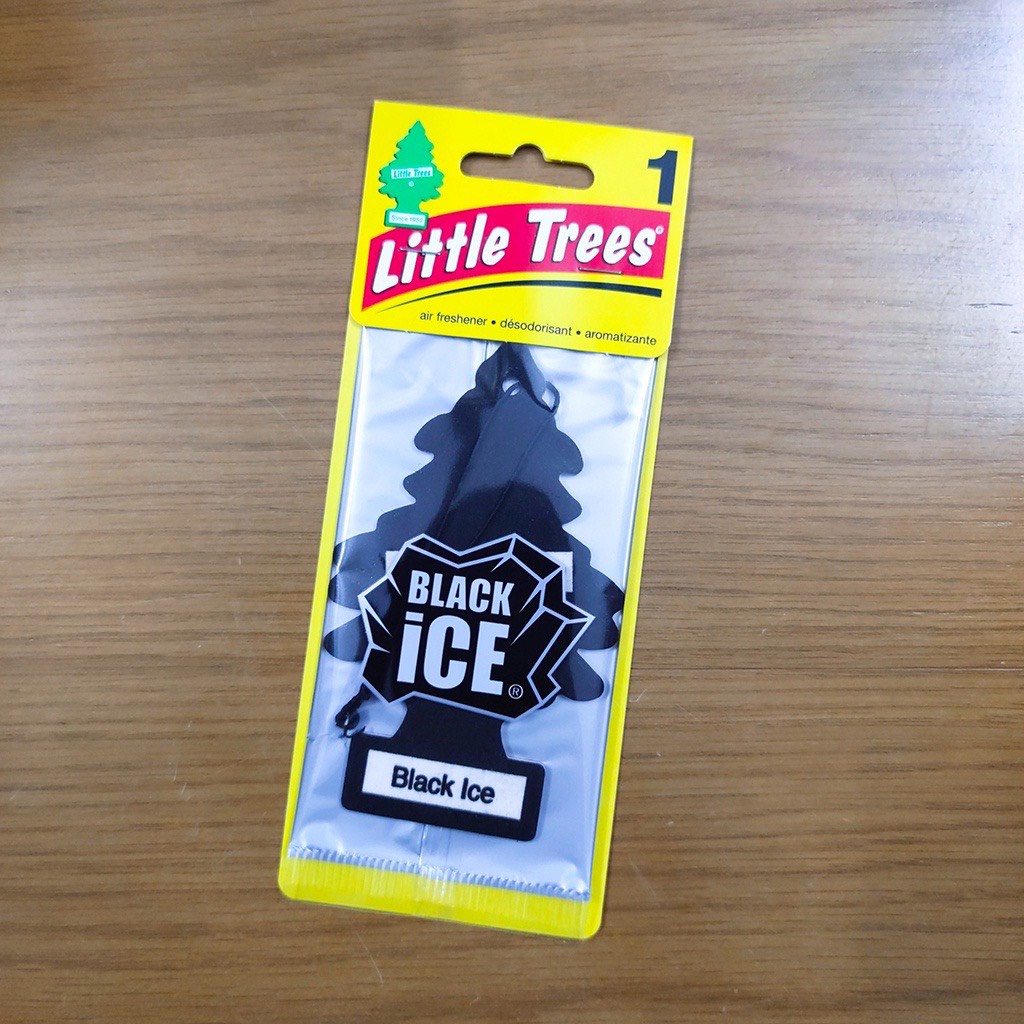 Little Trees
Since 1952
1
Little Trees®
air freshener • désodorisant • aromatizante
BLACK
iCE®
Black Ice